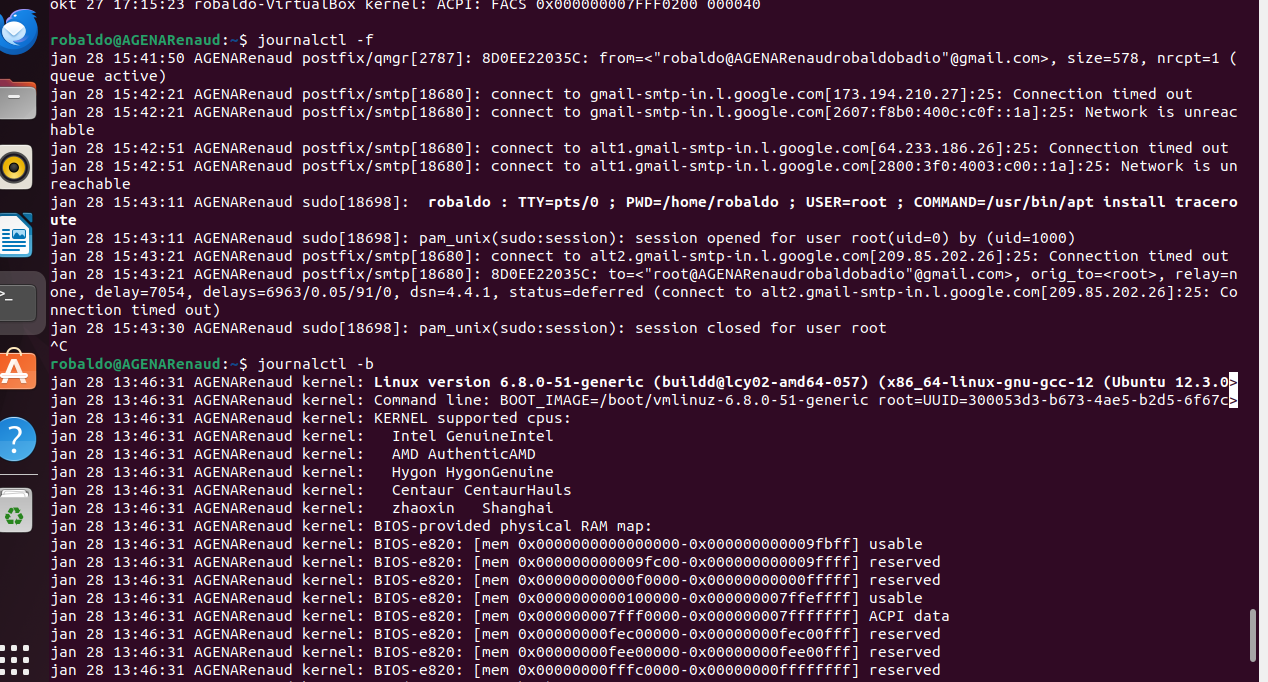 окt 27 17:15:23 robaldo-VirtualBox kernel: ACPI: FACS 0x000000007FFF0200 000040
robaldo@AGENARenaud:~$ journalctl -f
jan 28 15:41:50 AGENARenaud postfix/qmgr[2787]: 8D0EE22035C: from=<"robaldo@AGENARenaudrobaldobadio"@gmail.com>, size=578, nrcpt=1 (
queue active)
jan 28 15:42:21 AGENARenaud postfix/smtp[18680]: connect to gmail-smtp-in.l.google.com[173.194.210.27]:25: Connection timed out
jan 28 15:42:21 AGENARenaud postfix/smtp[18680]: connect to gmail-smtp-in.l.google.com[2607:f8b0:400c:c0f::1a]:25: Network is unreac
hable
jan 28 15:42:51 AGENARenaud postfix/smtp[18680]: connect to alt1.gmail-smtp-in.l.google.com[64.233.186.26]:25: Connection timed out
jan 28 15:42:51 AGENARenaud postfix/smtp[18680]: connect to alt1.gmail-smtp-in.l.google.com[2800:3f0:4003:c00::1a]:25: Network is un
reachable
jan 28 15:43:11 AGENARenaud sudo[18698]:  robaldo : TTY=pts/0 ; PWD=/home/robaldo ; USER=root ; COMMAND=/usr/bin/apt install tracero
ute
jan 28 15:43:11 AGENARenaud sudo[18698]: pam_unix(sudo:session): session opened for user root(uid=0) by (uid=1000)
jan 28 15:43:21 AGENARenaud postfix/smtp[18680]: connect to alt2.gmail-smtp-in.l.google.com[209.85.202.26]:25: Connection timed out
jan 28 15:43:21 AGENARenaud postfix/smtp[18680]: 8D0EE22035C: to=<"root@AGENARenaudrobaldobadio"@gmail.com>, orig_to=<root>, relay=n
one, delay=7054, delays=6963/0.05/91/0, dsn=4.4.1, status=deferred (connect to alt2.gmail-smtp-in.l.google.com[209.85.202.26]:25: Co
nnection timed out)
jan 28 15:43:30 AGENARenaud sudo[18698]: pam_unix(sudo:session): session closed for user root
^C
robaldo@AGENARenaud:~$ journalctl -b
jan 28 13:46:31 AGENARenaud kernel: Linux version 6.8.0-51-generic (buildd@lcy02-amd64-057) (x86_64-linux-gnu-gcc-12 (Ubuntu 12.3.0>
jan 28 13:46:31 AGENARenaud kernel: Command line: BOOT_IMAGE=/boot/vmlinuz-6.8.0-51-generic root=UUID=300053d3-b673-4ae5-b2d5-6f67c>
jan 28 13:46:31 AGENARenaud kernel: KERNEL supported cpus:
jan 28 13:46:31 AGENARenaud kernel:   Intel GenuineIntel
jan 28 13:46:31 AGENARenaud kernel:   AMD AuthenticAMD
jan 28 13:46:31 AGENARenaud kernel:   Hygon HygonGenuine
jan 28 13:46:31 AGENARenaud kernel:   Centaur CentaurHauls
jan 28 13:46:31 AGENARenaud kernel:   zhaoxin   Shanghai
jan 28 13:46:31 AGENARenaud kernel: BIOS-provided physical RAM map:
jan 28 13:46:31 AGENARenaud kernel: BIOS-e820: [mem 0x0000000000000000-0x000000000009fbff] usable
jan 28 13:46:31 AGENARenaud kernel: BIOS-e820: [mem 0x000000000009fc00-0x000000000009ffff] reserved
jan 28 13:46:31 AGENARenaud kernel: BIOS-e820: [mem 0x00000000000f0000-0x00000000000fffff] reserved
jan 28 13:46:31 AGENARenaud kernel: BIOS-e820: [mem 0x0000000000100000-0x000000007ffeffff] usable
jan 28 13:46:31 AGENARenaud kernel: BIOS-e820: [mem 0x000000007fff0000-0x000000007fffffff] ACPI data
jan 28 13:46:31 AGENARenaud kernel: BIOS-e820: [mem 0x00000000fec00000-0x00000000fec00fff] reserved
jan 28 13:46:31 AGENARenaud kernel: BIOS-e820: [mem 0x00000000fee00000-0x00000000fee00fff] reserved
jan 28 13:46:31 AGENARenaud kernel: BIOS-e820: [mem 0x00000000fffc0000-0x00000000ffffffff] reserved